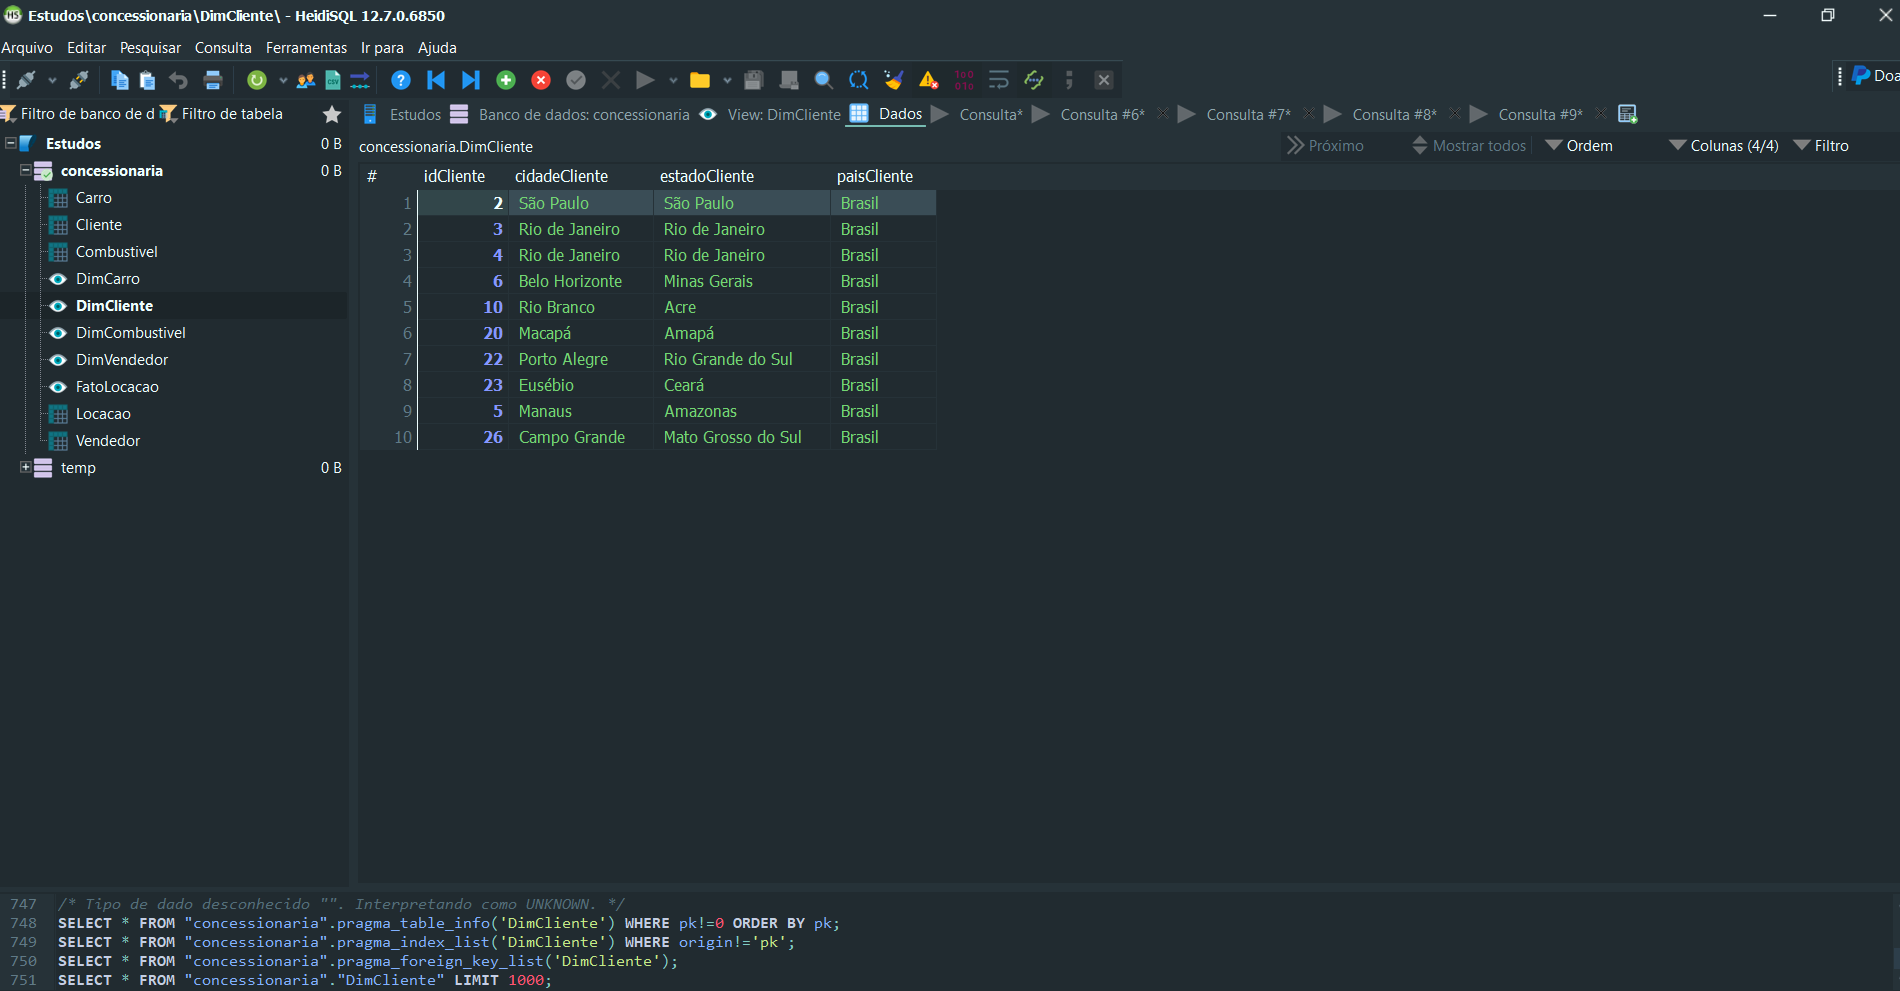 Estudos\concessionaria\DimCliente\ - HeidiSQL 12.7.0.6850
Arquivo Editar Pesquisar Consulta Ferramentas Ir para Ajuda
Filtro de banco de d Filtro de tabela
Estudos 0 B
concessionaria 0 B
Carro
Cliente
Combustivel
DimCarro
DimCliente
DimCombustivel
DimVendedor
FatoLocacao
Locacao
Vendedor
temp 0 B
Doa
Estudos Banco de dados: concessionaria View: DimCliente Dados Consulta* Consulta #6* Consulta #7* Consulta #8* Consulta #9*
concessionaria.DimCliente Próximo Mostrar todos Ordem Colunas (4/4) Filtro
# idCliente cidadeCliente estadoCliente paisCliente
1 2 São Paulo São Paulo Brasil
2 3 Rio de Janeiro Rio de Janeiro Brasil
3 4 Rio de Janeiro Rio de Janeiro Brasil
4 6 Belo Horizonte Minas Gerais Brasil
5 10 Rio Branco Acre Brasil
6 20 Macapá Amapá Brasil
7 22 Porto Alegre Rio Grande do Sul Brasil
8 23 Eusébio Ceará Brasil
9 5 Manaus Amazonas Brasil
10 26 Campo Grande Mato Grosso do Sul Brasil
747 /* Tipo de dado desconhecido "". Interpretando como UNKNOWN. */
748 SELECT * FROM "concessionaria".pragma_table_info('DimCliente') WHERE pk!=0 ORDER BY pk;
749 SELECT * FROM "concessionaria".pragma_index_list('DimCliente') WHERE origin!='pk';
750 SELECT * FROM "concessionaria".pragma_foreign_key_list('DimCliente');
751 SELECT * FROM "concessionaria"."DimCliente" LIMIT 1000;